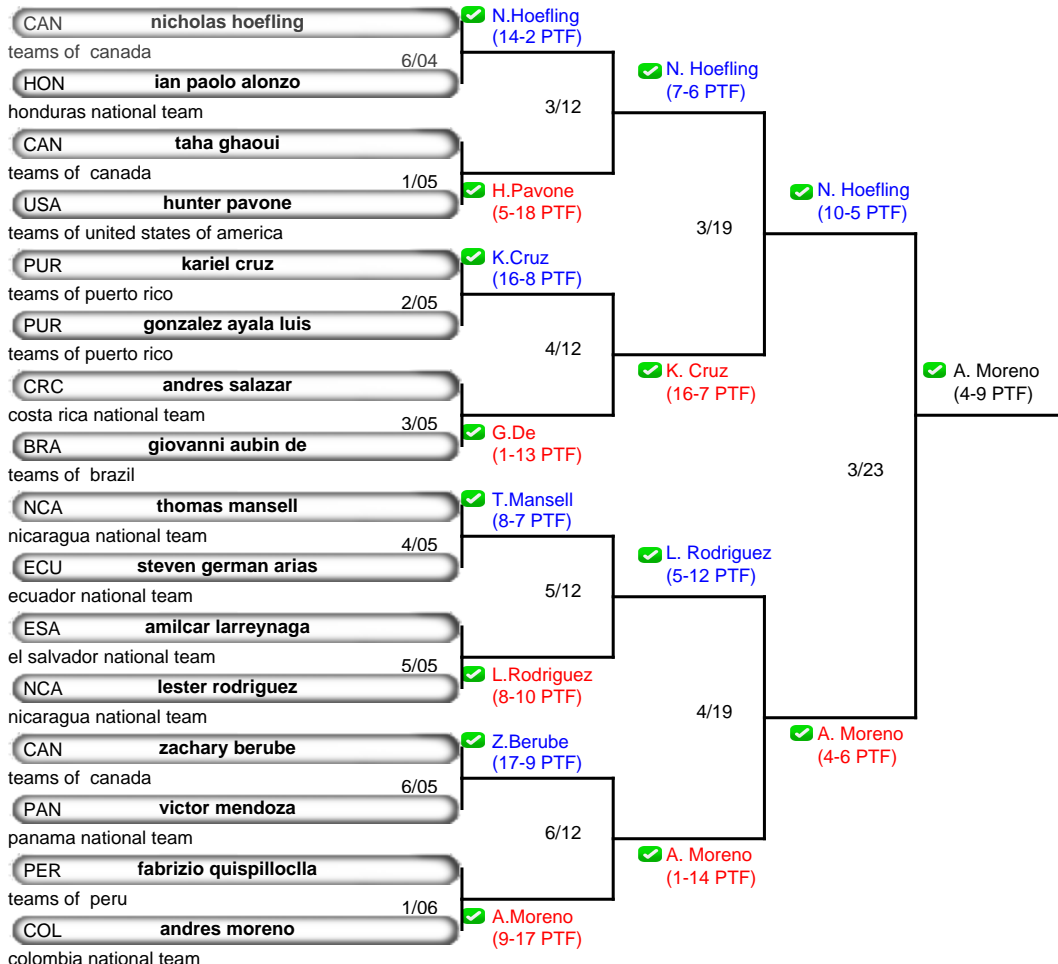 CAN nicholas hoefling
teams of canada
6/04
HON ian paolo alonzo
honduras national team
CAN taha ghaoui
teams of canada
1/05
USA hunter pavone
teams of united states of america
PUR kariel cruz
teams of puerto rico
2/05
PUR gonzalez ayala luis
teams of puerto rico
CRC andres salazar
costa rica national team
3/05
BRA giovanni aubin de
teams of brazil
NCA thomas mansell
nicaragua national team
4/05
ECU steven german arias
ecuador national team
ESA amilcar larreynaga
el salvador national team
5/05
NCA lester rodriguez
nicaragua national team
CAN zachary berube
teams of canada
6/05
PAN victor mendoza
panama national team
PER fabrizio quispilloclla
teams of peru
1/06
COL andres moreno
colombia national team
N.Hoefling
(14-2 PTF)
3/12
H.Pavone
(5-18 PTF)
K.Cruz
(16-8 PTF)
4/12
G.De
(1-13 PTF)
T.Mansell
(8-7 PTF)
5/12
L.Rodriguez
(8-10 PTF)
Z.Berube
(17-9 PTF)
6/12
A.Moreno
(9-17 PTF)
N. Hoefling
(7-6 PTF)
3/19
K. Cruz
(16-7 PTF)
L. Rodriguez
(5-12 PTF)
4/19
A. Moreno
(1-14 PTF)
N. Hoefling
(10-5 PTF)
3/23
A. Moreno
(4-6 PTF)
A. Moreno
(4-9 PTF)